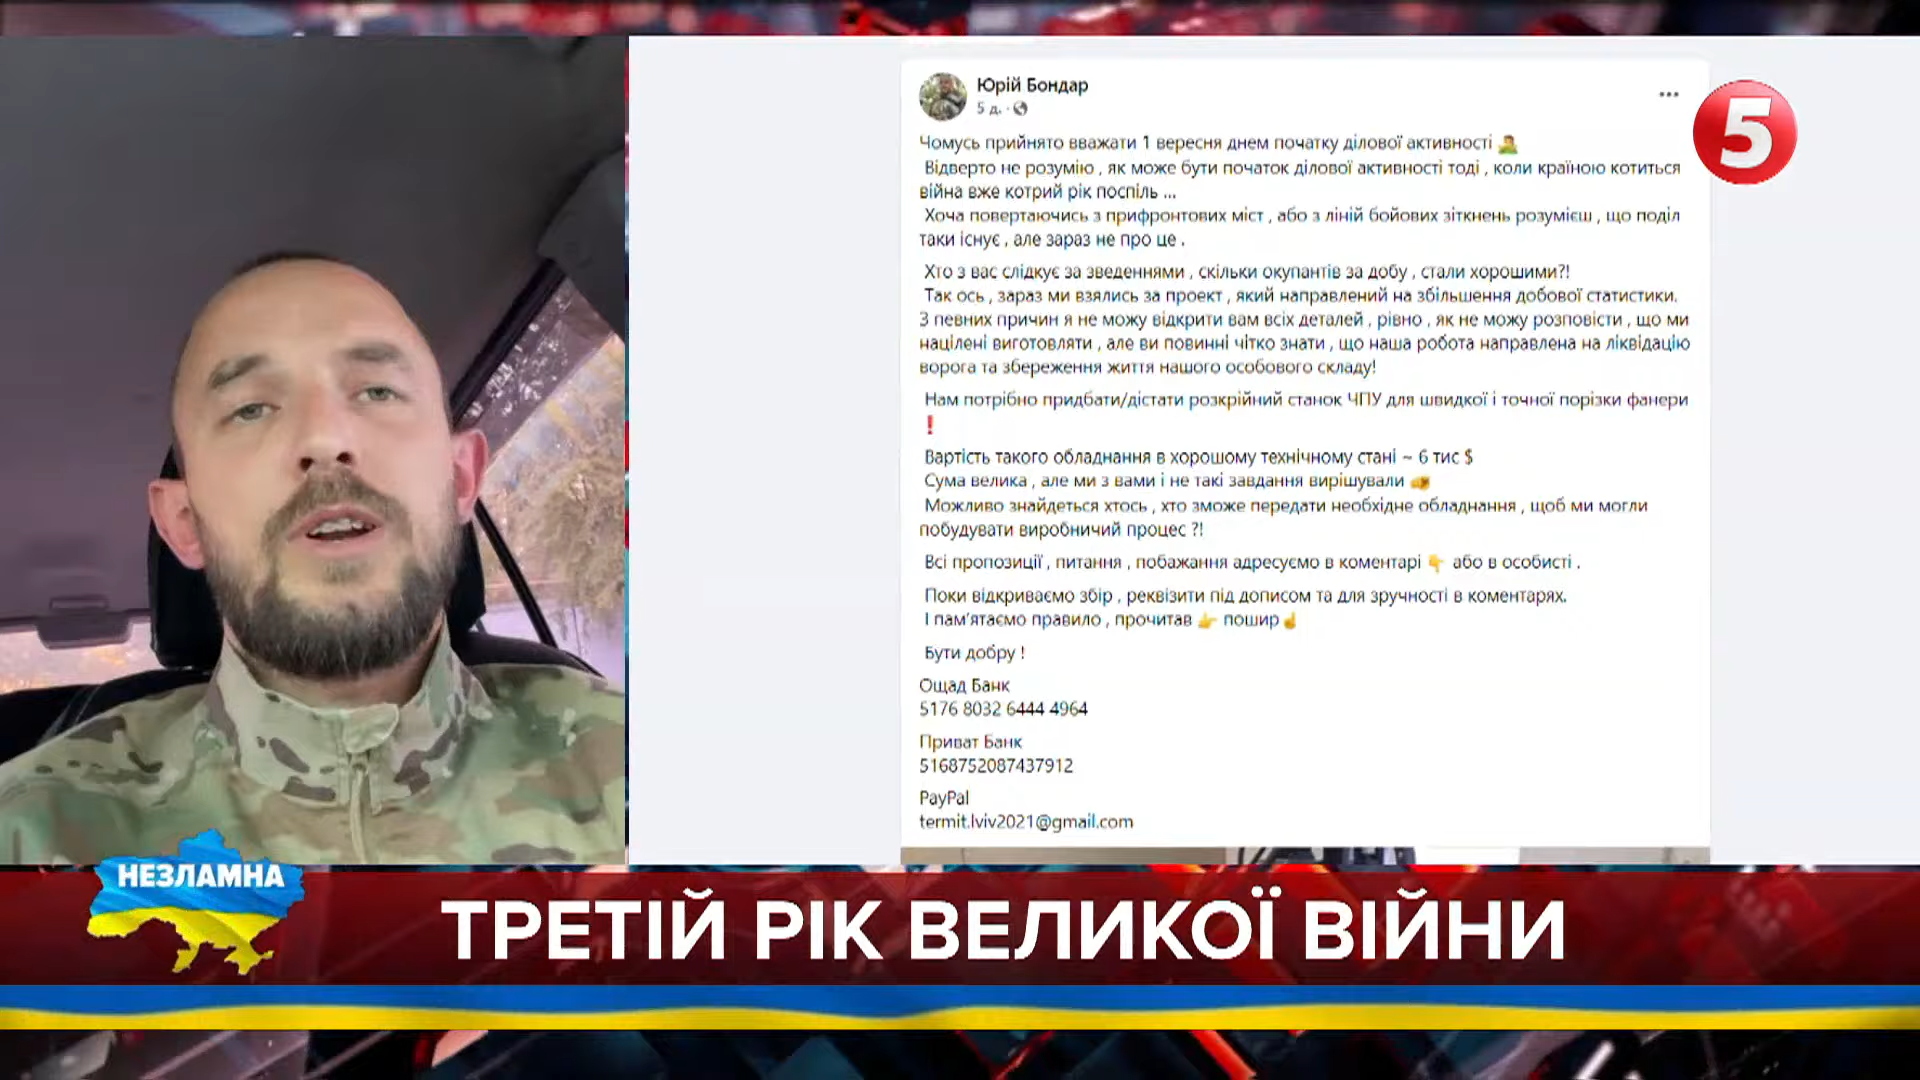 Юрій Бондар
5 д.
Чомусь прийнято вважати 1 вересня днем початку ділової активності
Відверто не розумію , як може бути початок ділової активності тоді , коли країною котиться
війна вже котрий рік поспіль ...
Хоча повертаючись з прифронтових міст , або з ліній бойових зіткнень розумієш , що поділ
таки існує , але зараз не про це .
Хто з вас слідкує за зведеннями , скільки окупантів за добу , стали хорошими?!
Так ось , зараз ми взялись за проект , який направлений на збільшення добової статистики.
З певних причин я не можу відкрити вам всіх деталей , рівно , як не можу розповісти , що ми
націлені виготовляти , але ви повинні чітко знати , що наша робота направлена на ліквідацію
ворога та збереження життя нашого особового складу!
Нам потрібно придбати/дістати розкрійний станок ЧПУ для швидкої і точної порізки фанери
❗
Вартість такого обладнання в хорошому технічному стані ~ 6 тис $
Сума велика , але ми з вами і не такі завдання вирішували
Можливо знайдеться хтось , хто зможе передати необхідне обладнання , щоб ми могли
побудувати виробничий процес ?!
Всі пропозиції , питання , побажання адресуємо в коментарі 👇 або в особисті .
Поки відкриваємо збір , реквізити під дописом та для зручності в коментарях.
І пам'ятаємо правило , прочитав 👉 пошир☝
Бути добру !
Ощад Банк
5176 8032 6444 4964
Приват Банк
5168752087437912
PayPal
termit.lviv2021@gmail.com
5
НЕЗЛАМНА
ТРЕТІЙ РІК ВЕЛИКОЇ ВІЙНИ